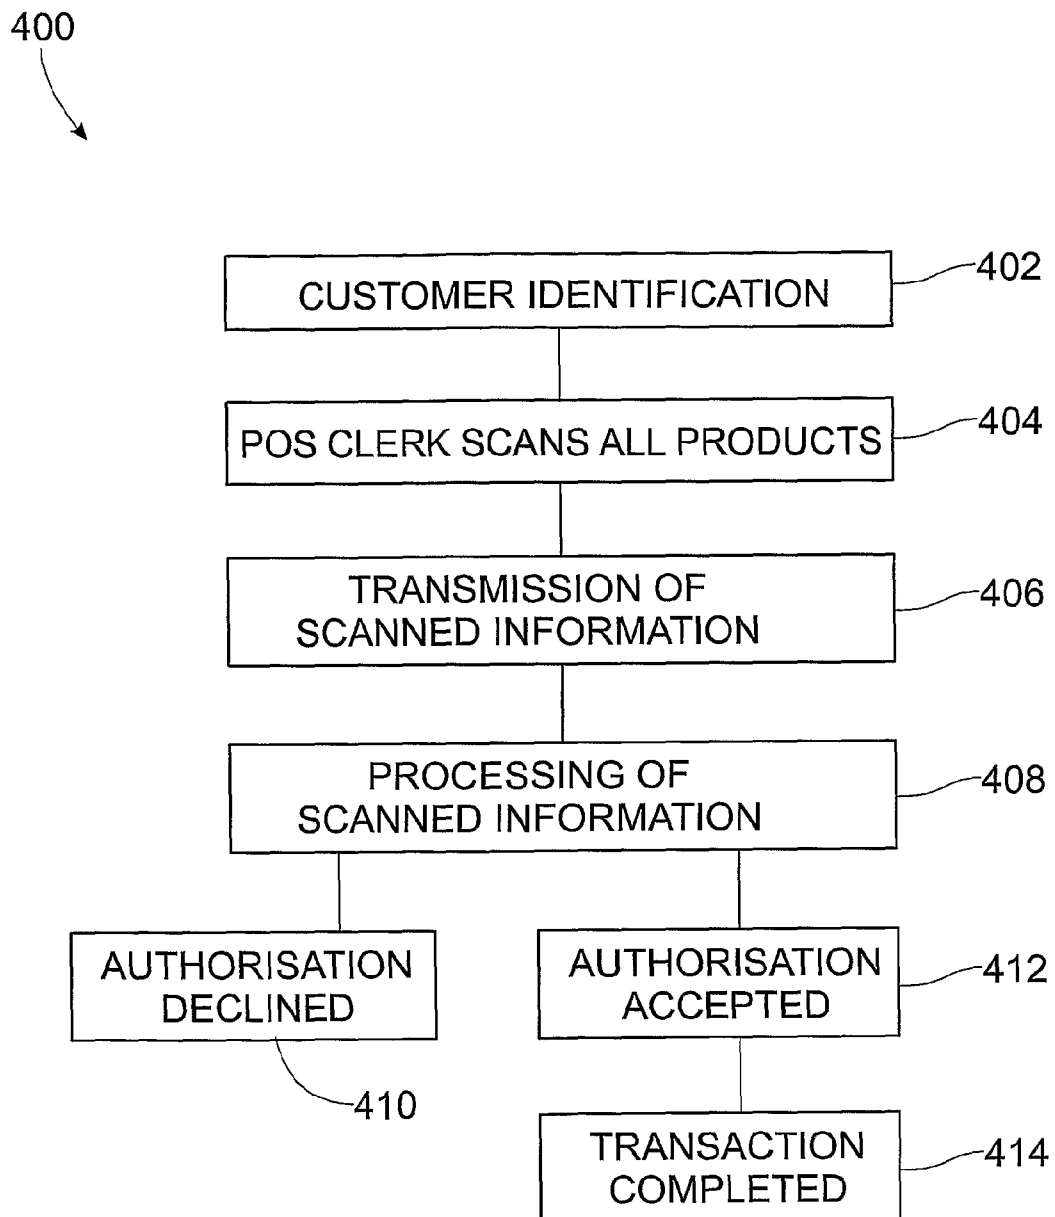 400
CUSTOMER IDENTIFICATION
402
POS CLERK SCANS ALL PRODUCTS
404
TRANSMISSION OF
SCANNED INFORMATION
406
PROCESSING OF
SCANNED INFORMATION
408
AUTHORISATION
DECLINED
410
AUTHORISATION
ACCEPTED
412
TRANSACTION
COMPLETED
414